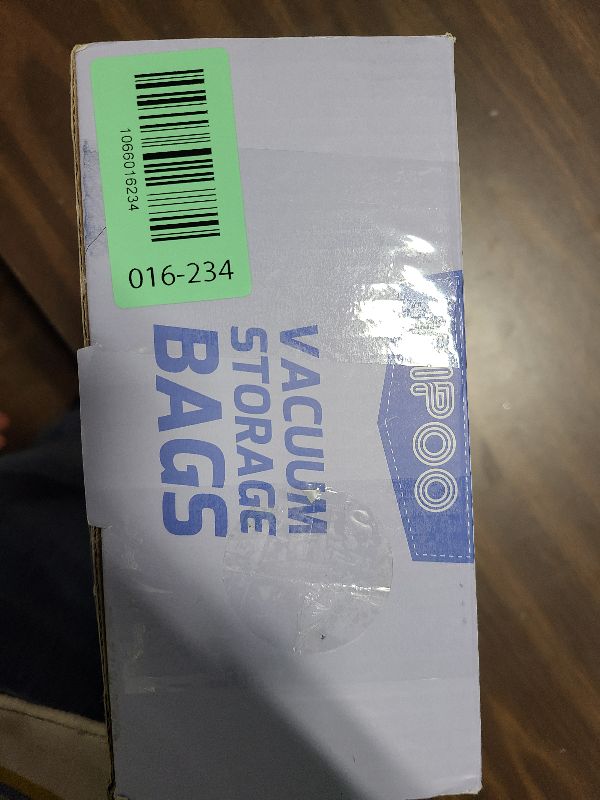 VACUUM
STORAGE
BAGS
1066016234
016-234